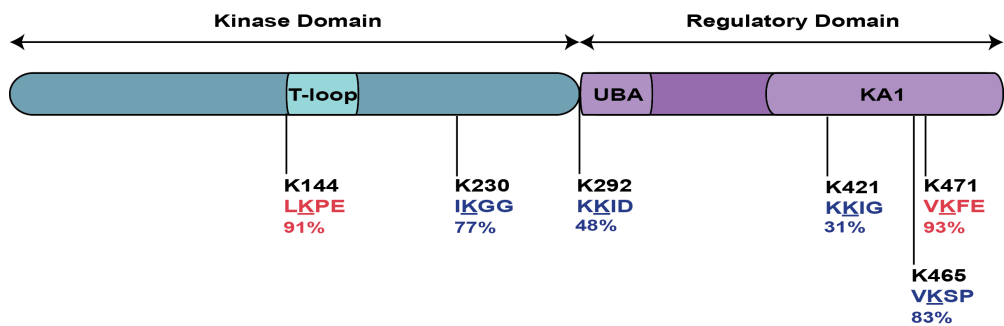 Kinase Domain
Regulatory Domain
T-loop
UBA
KA1
K144
LKPE
91%
K230
IKGG
77%
K292
KKID
48%
K421
KKIG
31%
K471
VKFE
93%
K465
VKSP
83%